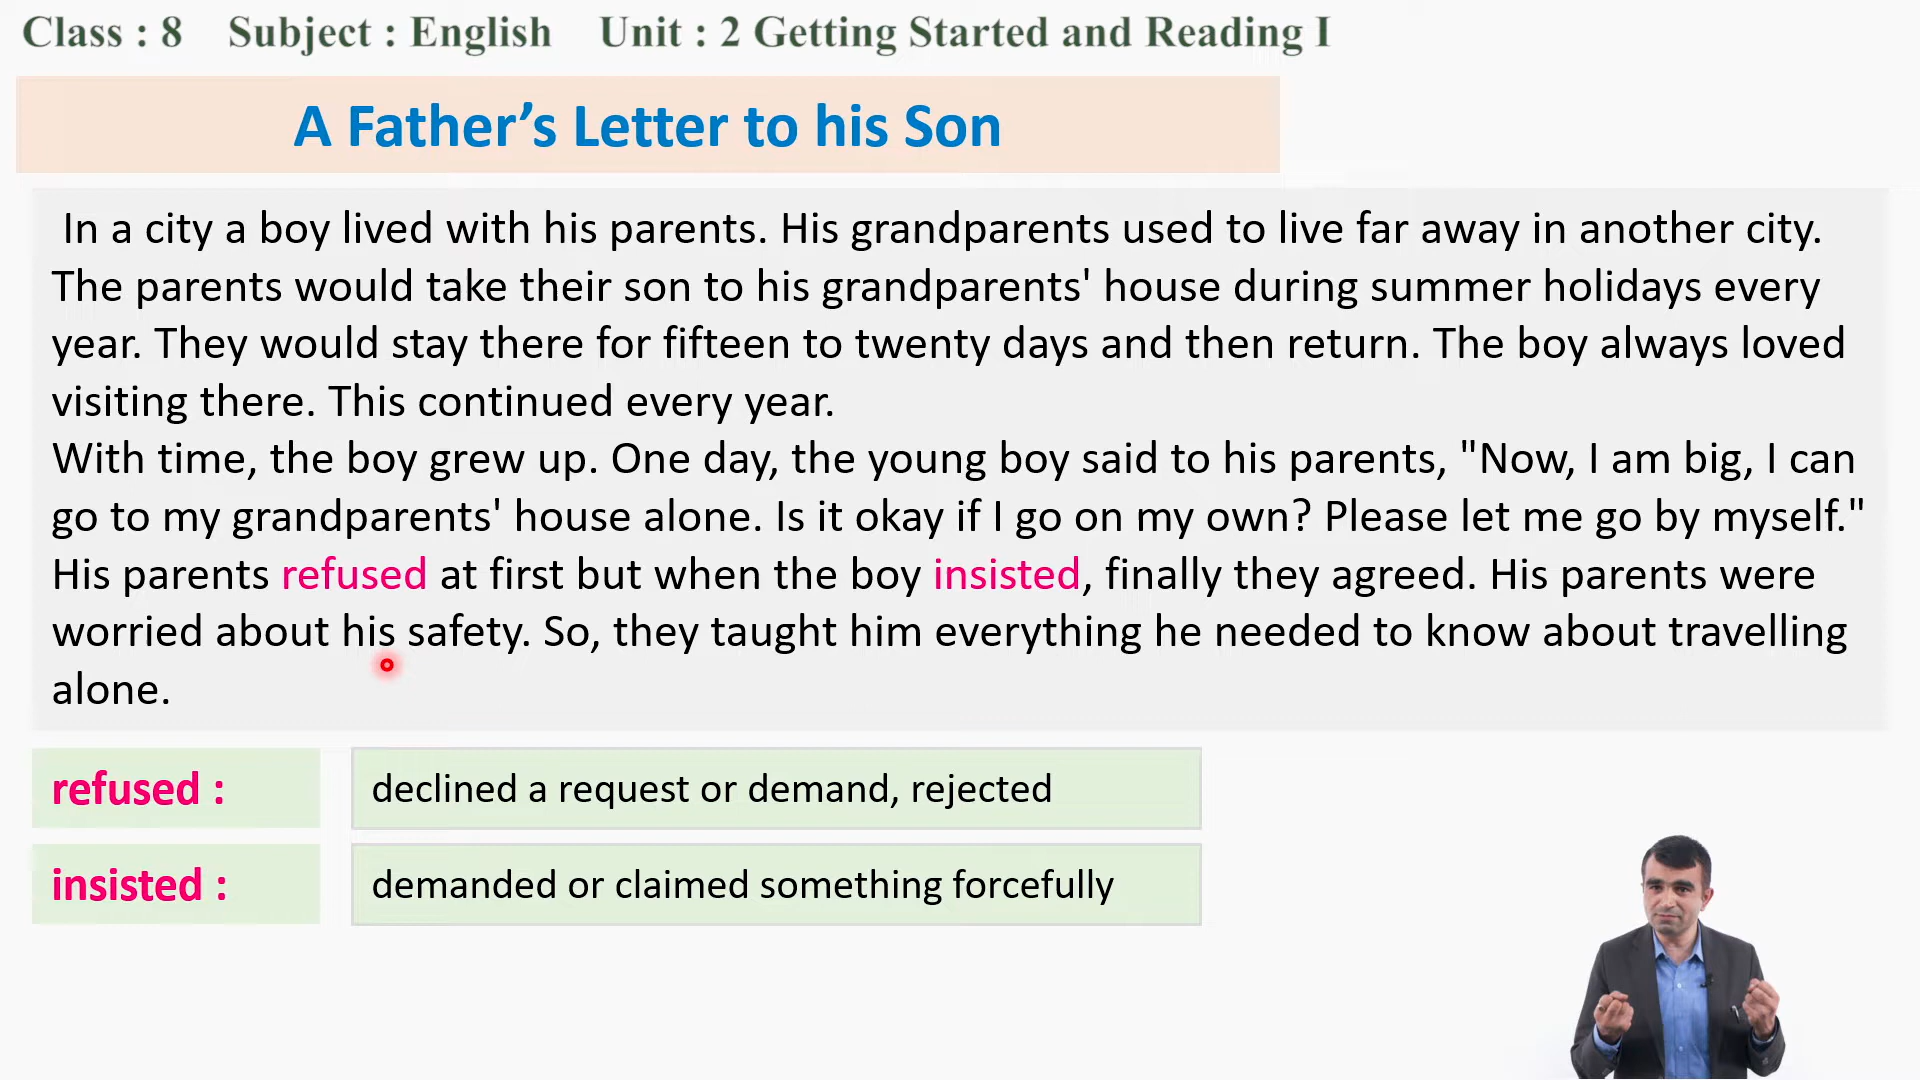 Class : 8 Subject : English Unit : 2 Getting Started and Reading I
A Father’s Letter to his Son
In a city a boy lived with his parents. His grandparents used to live far away in another city.
The parents would take their son to his grandparents' house during summer holidays every
year. They would stay there for fifteen to twenty days and then return. The boy always loved
visiting there. This continued every year.
With time, the boy grew up. One day, the young boy said to his parents, "Now, I am big, I can
go to my grandparents' house alone. Is it okay if I go on my own? Please let me go by myself."
His parents refused at first but when the boy insisted, finally they agreed. His parents were
worried about his safety. So, they taught him everything he needed to know about travelling
alone.
refused : declined a request or demand, rejected
insisted : demanded or claimed something forcefully